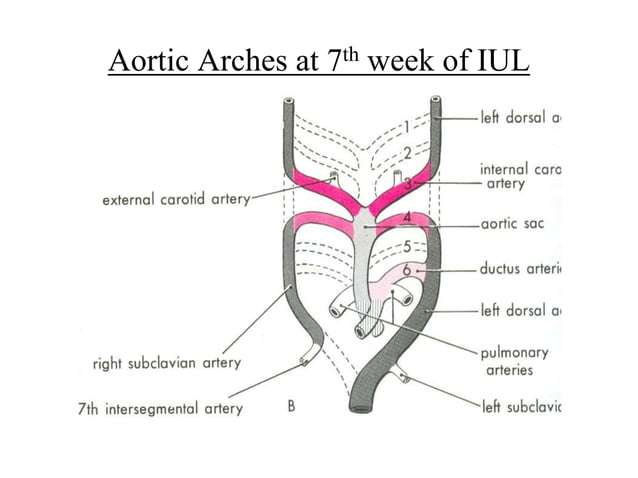 Aortic Arches at 7th week of IUL
1
left dorsal a
2
internal caro
artery
3
external carotid artery
4
aortic sac
5
6
ductus arteri
left dorsal a
right subclavian artery
pulmonary
arteries
7th intersegmental artery
B
left subclavic